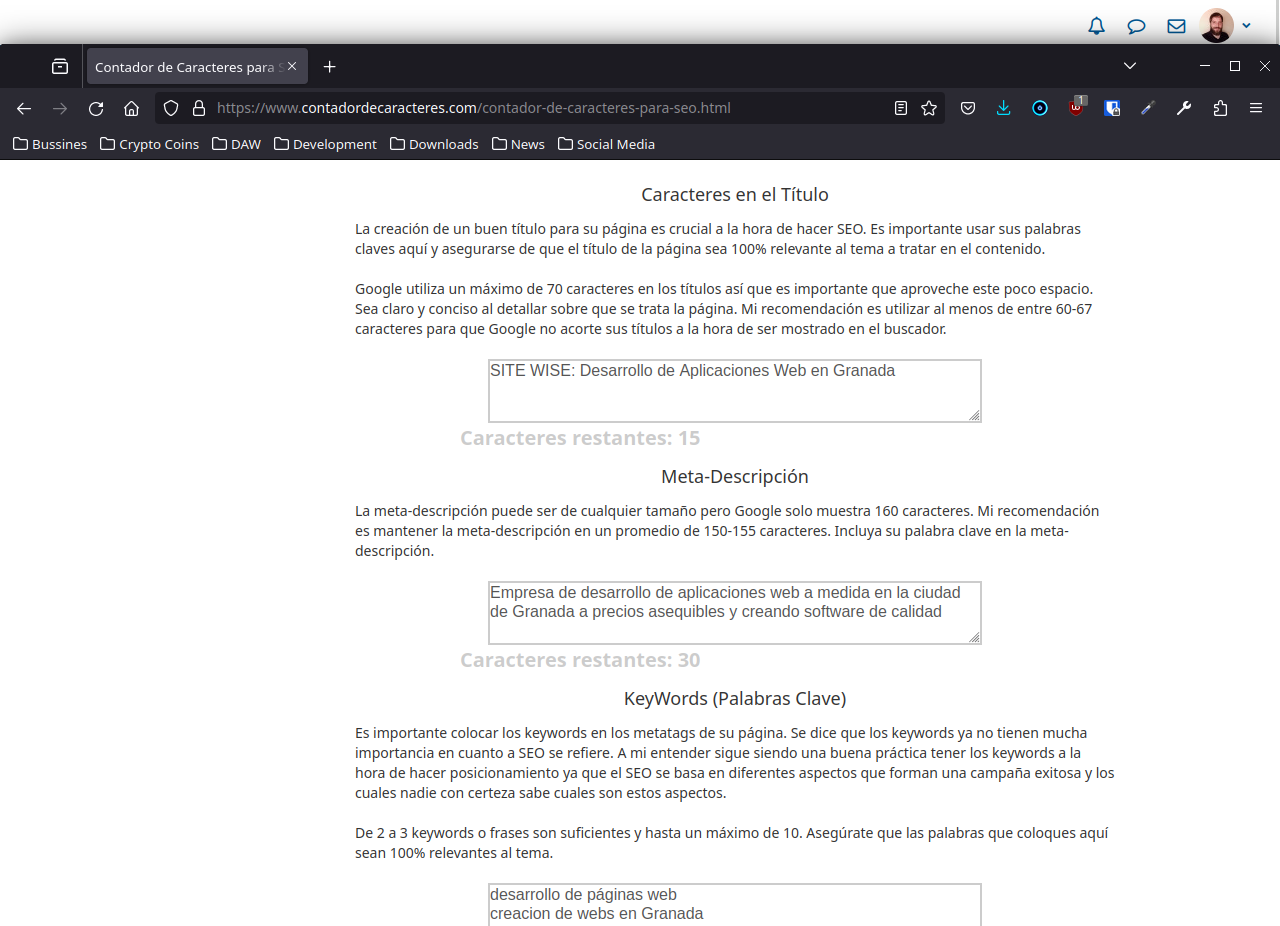 Contador de Caracteres para S
https://www.contadordecaracteres.com/contador-de-caracteres-para-seo.html
1
Bussines Crypto Coins DAW Development Downloads News Social Media
Caracteres en el Título
La creación de un buen título para su página es crucial a la hora de hacer SEO. Es importante usar sus palabras
claves aquí y asegurarse de que el título de la página sea 100% relevante al tema a tratar en el contenido.
Google utiliza un máximo de 70 caracteres en los títulos así que es importante que aproveche este poco espacio.
Sea claro y conciso al detallar sobre que se trata la página. Mi recomendación es utilizar al menos de entre 60-67
caracteres para que Google no acorte sus títulos a la hora de ser mostrado en el buscador.
SITE WISE: Desarrollo de Aplicaciones Web en Granada
Caracteres restantes: 15
Meta-Descripción
La meta-descripción puede ser de cualquier tamaño pero Google solo muestra 160 caracteres. Mi recomendación
es mantener la meta-descripción en un promedio de 150-155 caracteres. Incluya su palabra clave en la meta-
descripción.
Empresa de desarrollo de aplicaciones web a medida en la ciudad
de Granada a precios asequibles y creando software de calidad
Caracteres restantes: 30
KeyWords (Palabras Clave)
Es importante colocar los keywords en los metatags de su página. Se dice que los keywords ya no tienen mucha
importancia en cuanto a SEO se refiere. A mi entender sigue siendo una buena práctica tener los keywords a la
hora de hacer posicionamiento ya que el SEO se basa en diferentes aspectos que forman una campaña exitosa y los
cuales nadie con certeza sabe cuales son estos aspectos.
De 2 a 3 keywords o frases son suficientes y hasta un máximo de 10. Asegúrate que las palabras que coloques aquí
sean 100% relevantes al tema.
desarrollo de páginas web
creacion de webs en Granada